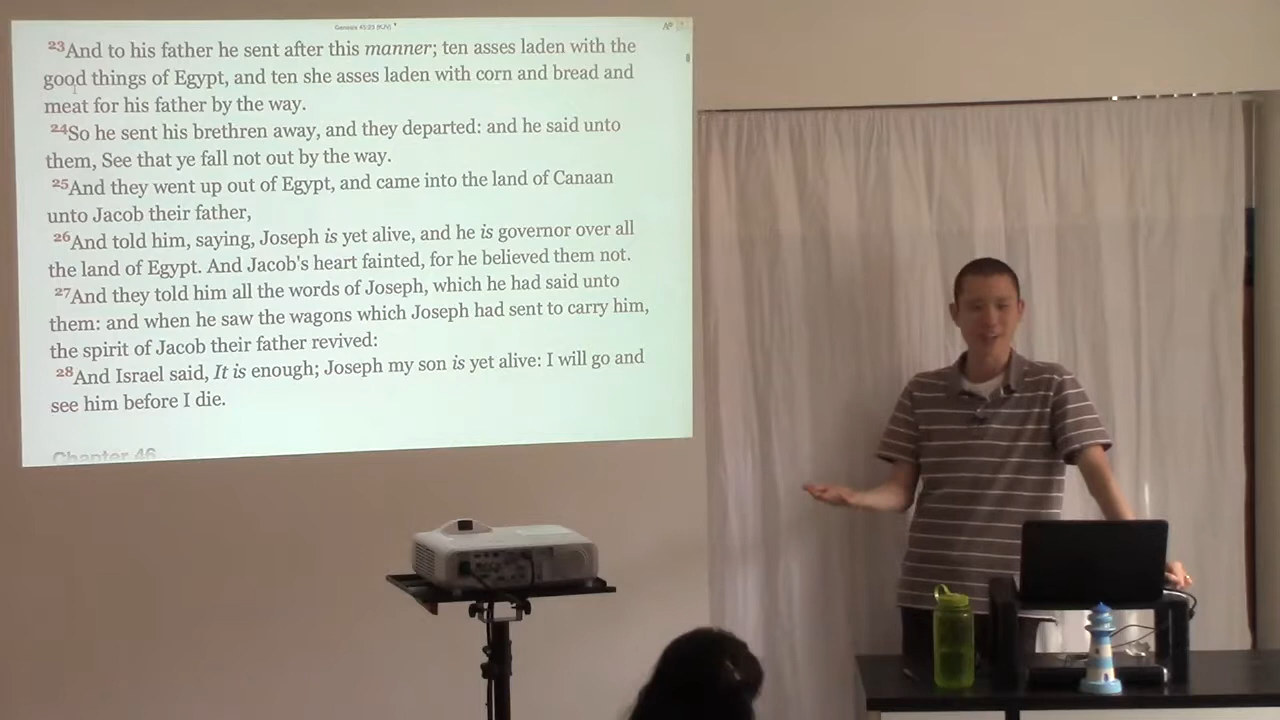 Genesis 45:23 (KJV)
23And to his father he sent after this manner; ten asses laden with the
good things of Egypt, and ten she asses laden with corn and bread and
meat for his father by the way.
24So he sent his brethren away, and they departed: and he said unto
them, See that ye fall not out by the way.
25And they went up out of Egypt, and came into the land of Canaan
unto Jacob their father,
26And told him, saying, Joseph is yet alive, and he is governor over all
the land of Egypt. And Jacob's heart fainted, for he believed them not.
27And they told him all the words of Joseph, which he had said unto
them: and when he saw the wagons which Joseph had sent to carry him,
the spirit of Jacob their father revived:
28And Israel said, It is enough; Joseph my son is yet alive: I will go and
see him before I die.
Chapter 46